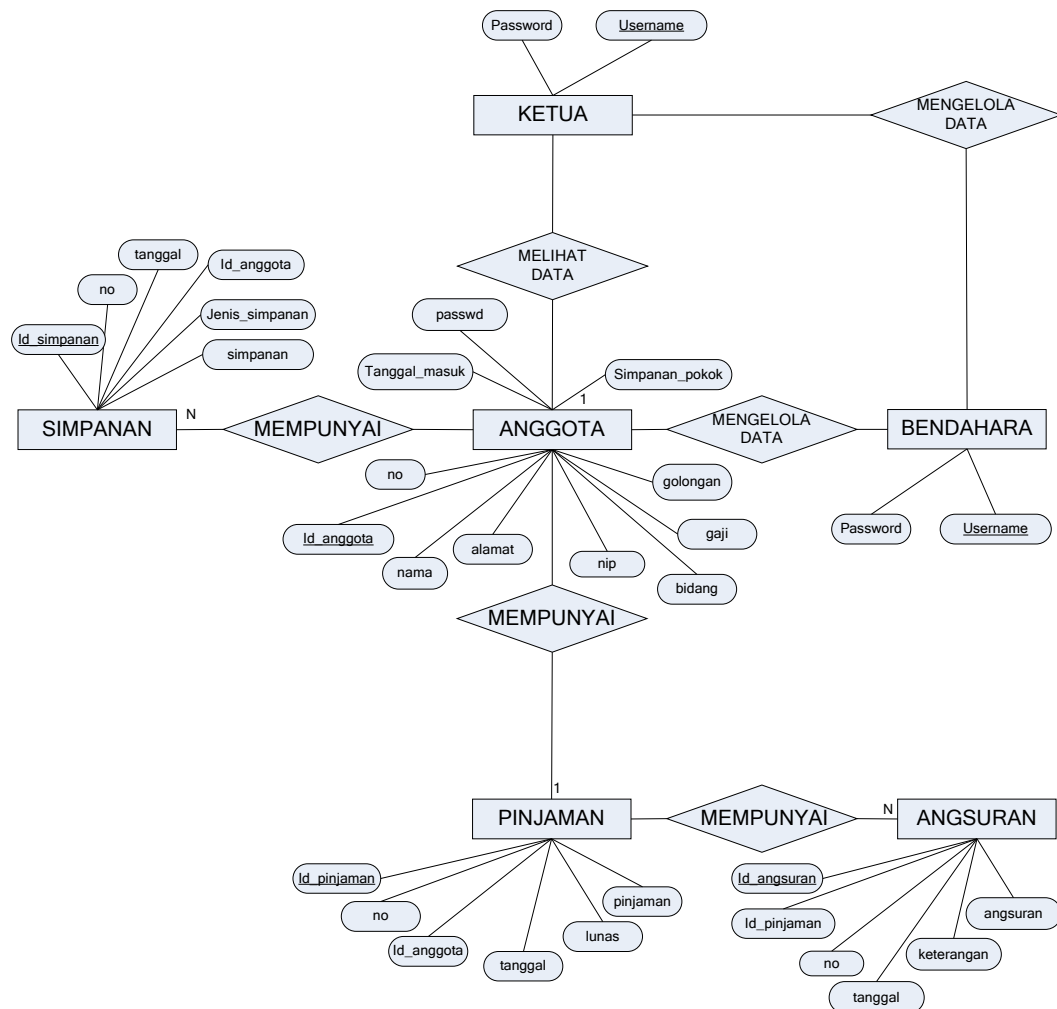 Password
Username
KETUA
MENGELOLA
DATA
MELIHAT
DATA
tanggal
Id_anggota
no
Jenis_simpanan
Id_simpanan
simpanan
passwd
Tanggal_masuk
Simpanan_pokok
1
SIMPANAN
N
MEMPUNYAI
ANGGOTA
MENGELOLA
DATA
BENDAHARA
no
golongan
Id_anggota
alamat
gaji
nama
nip
bidang
Password
Username
MEMPUNYAI
1
PINJAMAN
MEMPUNYAI
N
ANGSURAN
Id_pinjaman
no
Id_anggota
tanggal
lunas
pinjaman
Id_angsuran
Id_pinjaman
no
tanggal
keterangan
angsuran